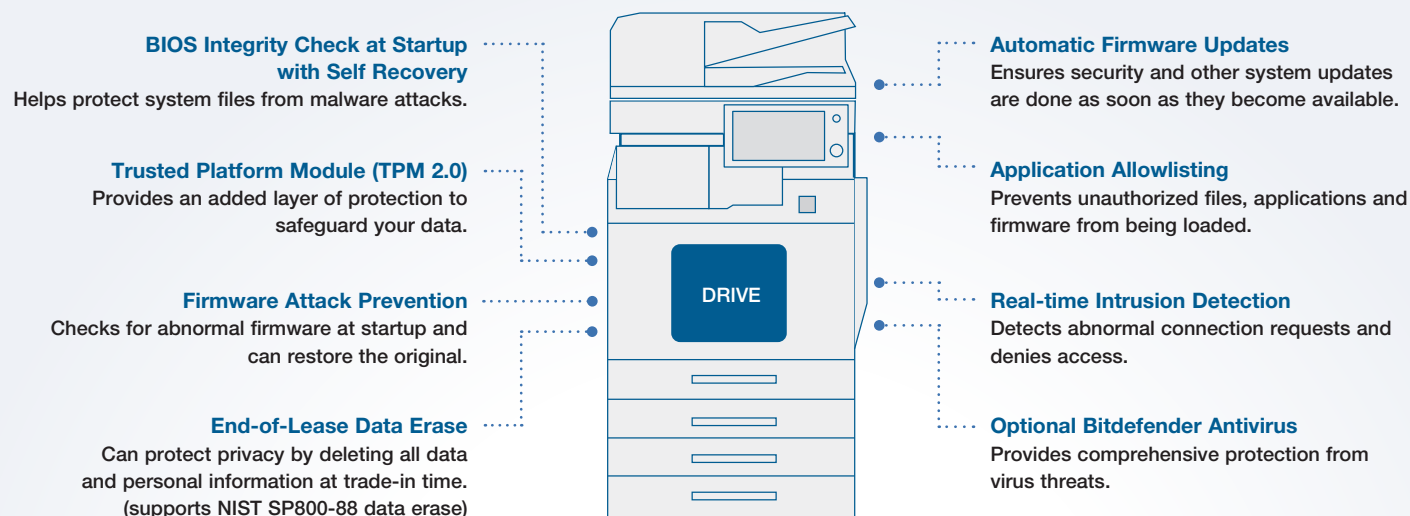 BIOS Integrity Check at Startup
with Self Recovery
Helps protect system files from malware attacks.
Trusted Platform Module (TPM 2.0)
Provides an added layer of protection to
safeguard your data.
Firmware Attack Prevention
Checks for abnormal firmware at startup and
can restore the original.
End-of-Lease Data Erase
Can protect privacy by deleting all data
and personal information at trade-in time.
(supports NIST SP800-88 data erase)
DRIVE
Automatic Firmware Updates
Ensures security and other system updates
are done as soon as they become available.
Application Allowlisting
Prevents unauthorized files, applications and
firmware from being loaded.
Real-time Intrusion Detection
Detects abnormal connection requests and
denies access.
Optional Bitdefender Antivirus
Provides comprehensive protection from
virus threats.